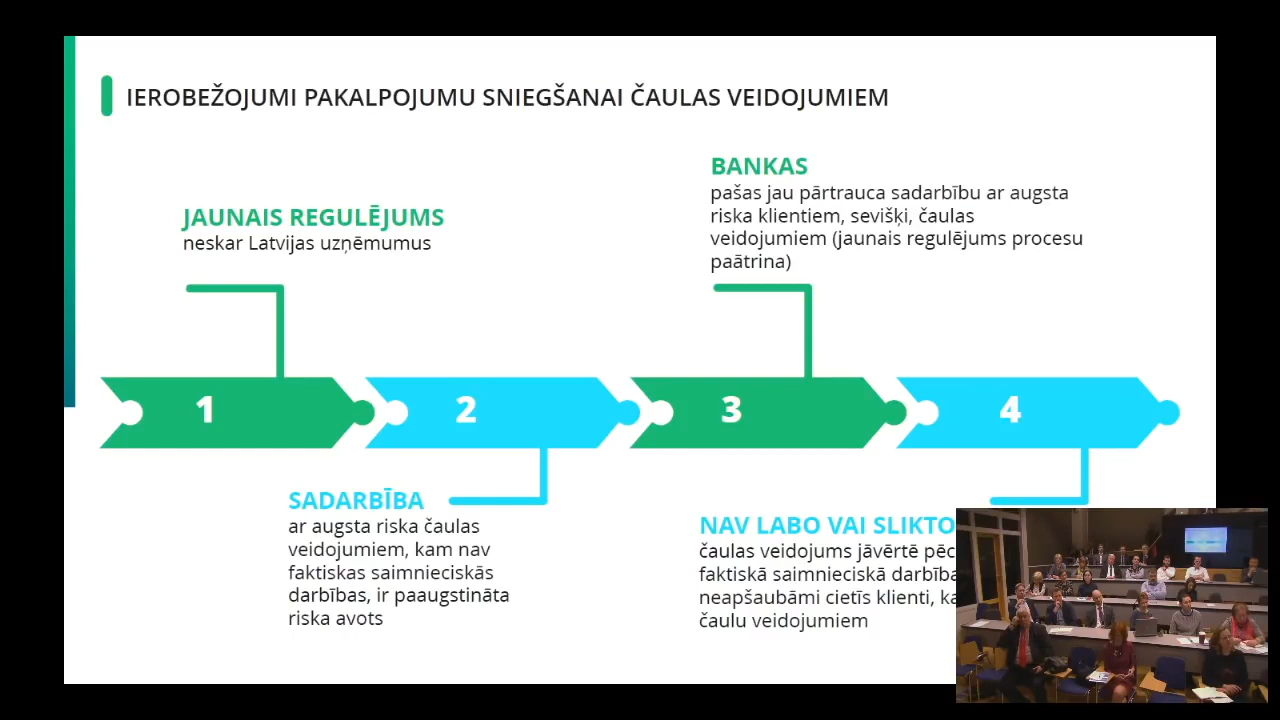 IEROBEŽOJUMI PAKALPOJUMU SNIEGŠANAI ČAULAS VEIDOJUMIEM
JAUNAIS REGULĒJUMS
neskar Latvijas uzņēmumus
BANKAS
pašas jau pārtrauca sadarbību ar augsta
riska klientiem, sevišķi, čaulas
veidojumiem (jaunais regulējums procesu
paātrina)
1
2
3
4
SADARBĪBA
ar augsta riska čaulas
veidojumiem, kam nav
faktiskas saimnieciskās
darbības, ir paaugstināta
riska avots
NAV LABO VAI SLIKTO
čaulas veidojums jāvērtē pēc
faktiskā saimnieciskā darbība
neapšaubāmi cietīs klienti,
čaulu veidojumiem